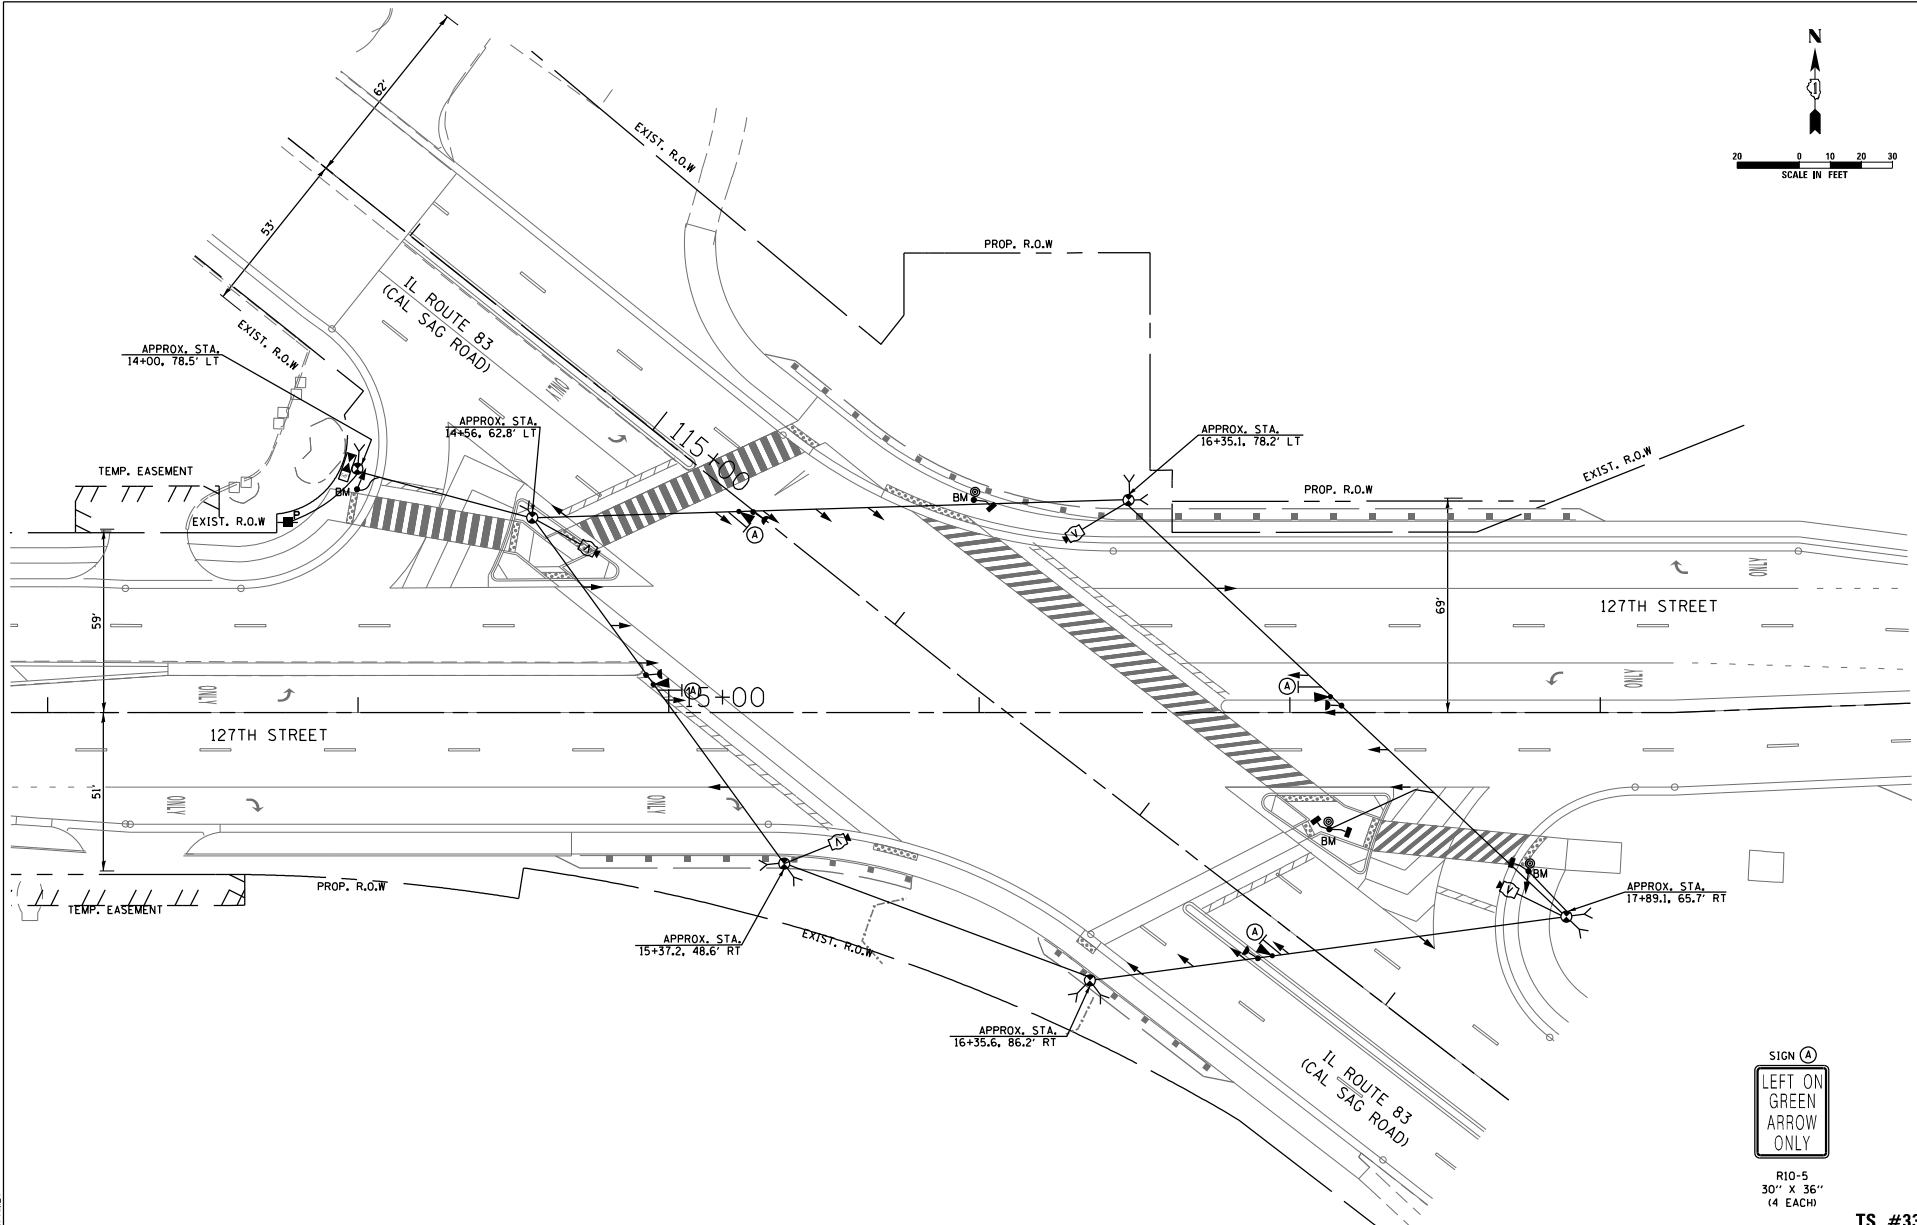 62'
53'
N
20 0 10 20 30
SCALE IN FEET
EXIST. R.O.W
PROP. R.O.W
IL ROUTE 83
(CAL SAG ROAD)
EXIST. R.O.W
APPROX. STA.
14+00, 78.5' LT
ONLY
APPROX. STA.
14+56, 62.8' LT
115+00
APPROX. STA.
16+35.1, 78.2' LT
EXIST. R.O.W
TEMP. EASEMENT
BM
P
EXIST. R.O.W
BM
PROP. R.O.W
A
V
V
ONLY
59'
69'
127TH STREET
ONLY
A
15+00
A
ONLY
127TH STREET
51'
ONLY
ONLY
V
BM
BM
V
PROP. R.O.W
TEMP. EASEMENT
APPROX. STA.
17+89.1, 65.7' RT
APPROX. STA.
15+37.2, 48.6' RT
EXIST. R.O.W
A
APPROX. STA.
16+35.6, 86.2' RT
IL ROUTE 83
(CAL SAG ROAD)
SIGN A
LEFT ON
GREEN
ARROW
ONLY
R10-5
30'' X 36''
(4 EACH)